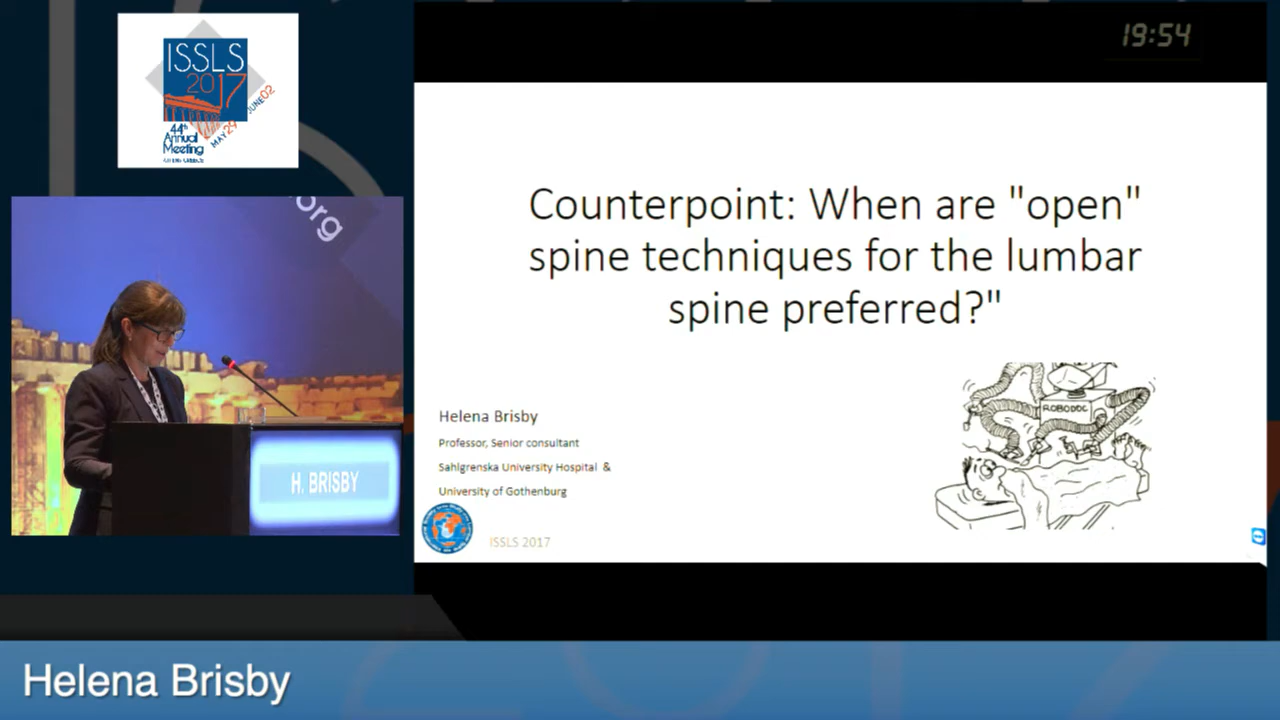 19:54
ISSLS
2017
44th
Annual
Meeting
MAY 29
JUNE 02
org
H. BRISBY
Counterpoint: When are "open"
spine techniques for the lumbar
spine preferred?"
ROBODOC
Helena Brisby
Professor, Senior consultant
Sahlgrenska University Hospital &
University of Gothenburg
ISSLS 2017
Helena Brisby